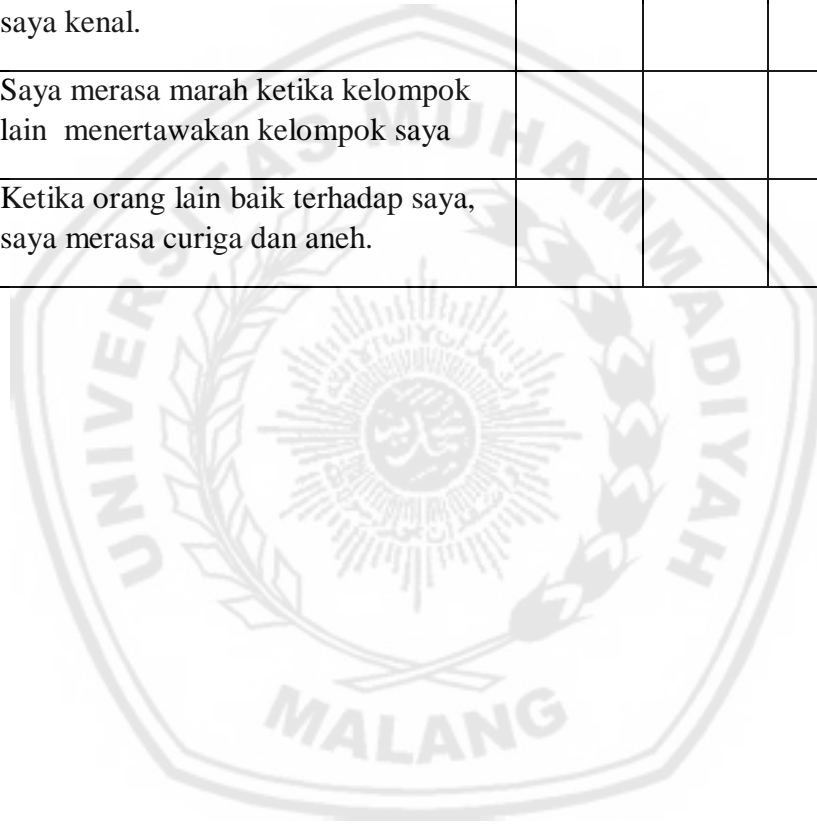 saya kenal.
Saya merasa marah ketika kelompok
lain menertawakan kelompok saya
Ketika orang lain baik terhadap saya,
saya merasa curiga dan aneh.
UNIVERSITAS MUHAMMADIYAH
MALANG